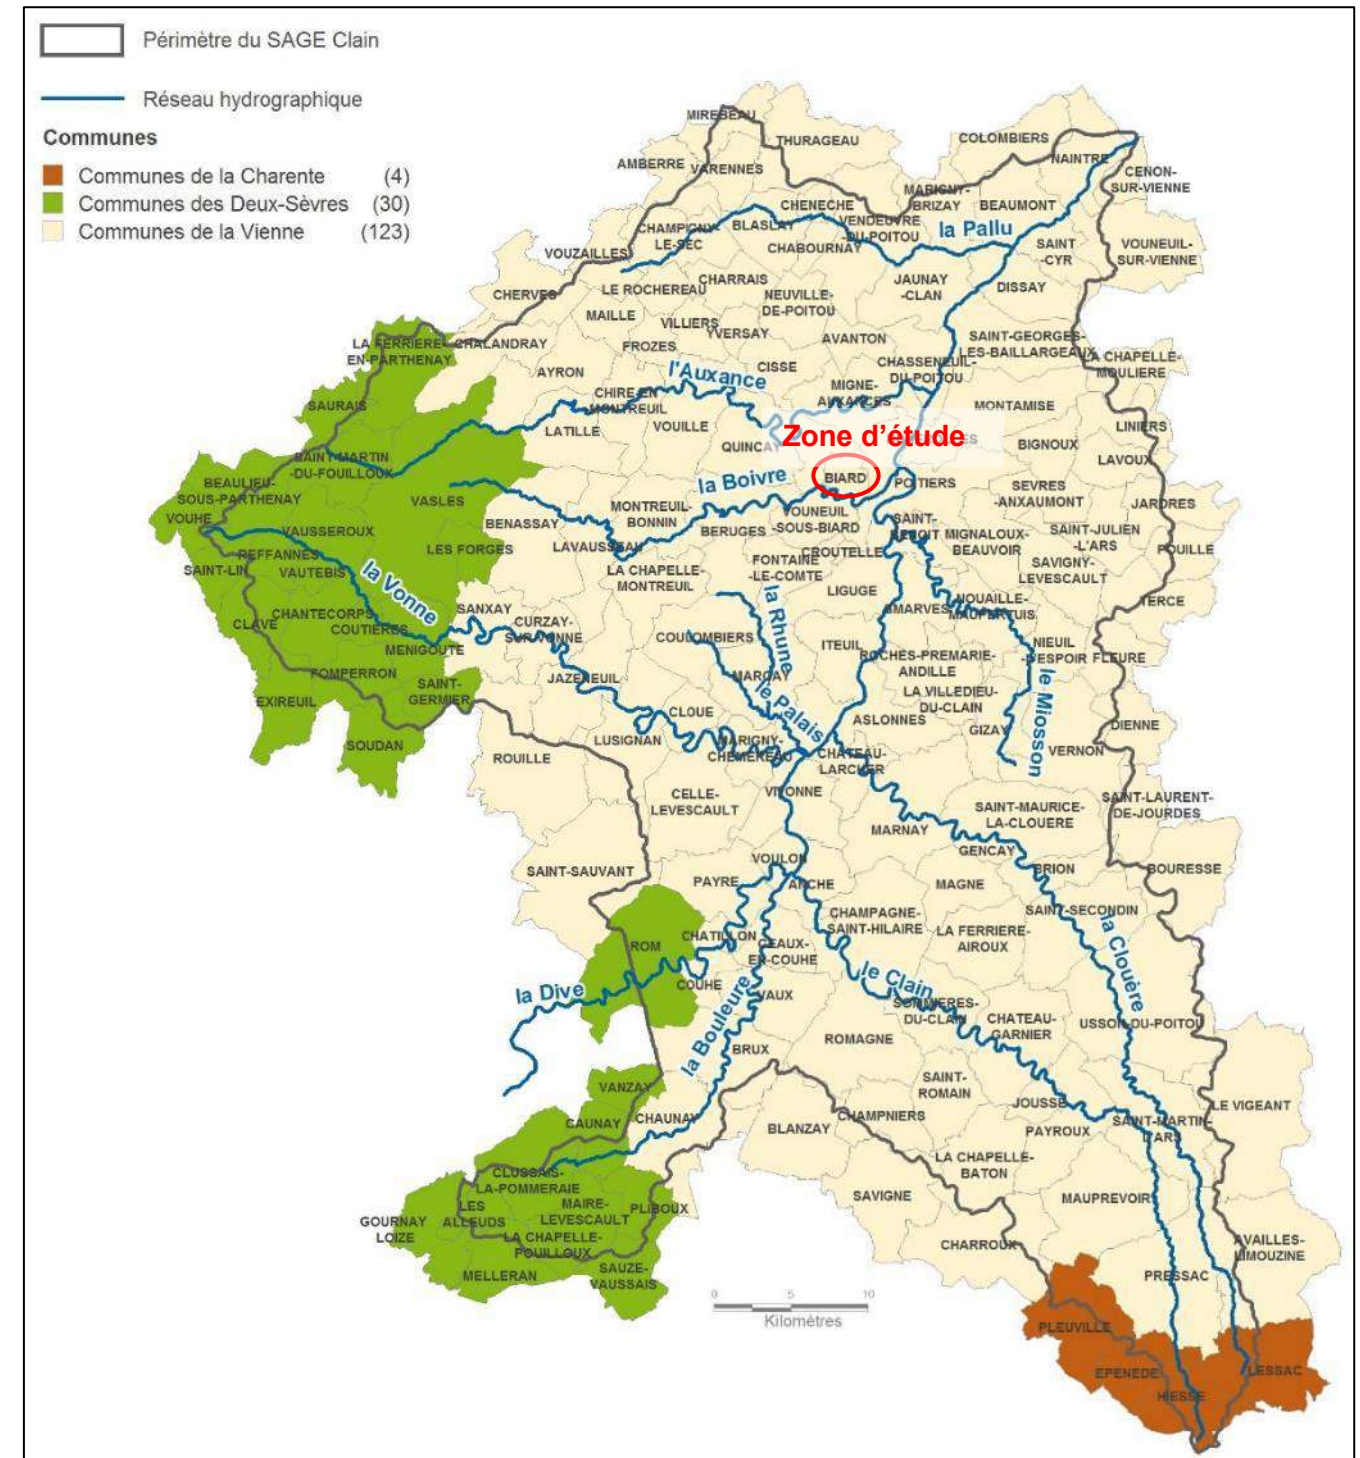 Périmètre du SAGE Clain
Réseau hydrographique
Communes
Communes de la Charente (4)
Communes des Deux-Sèvres (30)
Communes de la Vienne (123)
MIREBEAU
THURAGEAU
COLOMBIERS
NAINTRE
AMBERRE
VARENNES
CENON-
SUR-VIENNE
MARIGNY-
BRIZAY
BEAUMONT
CHENECHE
VENDEUVRE
-DU-POITOU
CHAMPIGNY-
LE-SEC
BLASLAY
CHABOURNAY
la Pallu
SAINT
-CYR
VOUNEUIL-
SUR-VIENNE
VOUZAILLES
CHERVES
LE ROCHEREAU
CHARRAIS
NEUVILLE-
DE-POITOU
JAUNAY
-CLAN
DISSAY
MAILLE
VILLIERS
YVERSAY
FROZES
AVANTON
SAINT-GEORGES-
LES-BAILLARGEAUX
LA FERRIERE-
EN-PARTHENAY
CHALANDRAY
AYRON
CISSE
CHASSENEUIL-
DU-POITOU
LA CHAPELLE-
MOULIERE
l'Auxance
CHIRE-EN
-MONTREUIL
MIGNE-
AUXANCES
MONTAMISE
SAURAIS
LATILLE
VOUILLE
QUINCAY
Zone d'étude
BIGNOUX
LINIERS
LAVOUX
SAINT-MARTIN
-DU-FOUILLOUX
BEAULIEU-
SOUS-PARTHENAY
VASLES
la Boivre
BIARD
POITIERS
SEVRES
-ANXAUMONT
JARDRES
VOUHE
VAUSSEROUX
BENASSAY
MONTREUIL-
BONNIN
BERUGES
VOUNEUIL
-SOUS-BIARD
SAINT-
BENOIT
MIGNALOUX-
BEAUVOIR
SAINT-JULIEN
-L'ARS
POUILLE
REFFANNES
LES FORGES
LAVAUSSEAU
CROUTELLE
FONTAINE
-LE-COMTE
SAVIGNY-
LEVESCAULT
SAINT-LIN
VAUTEBIS
LA CHAPELLE-
MONTREUIL
LIGUGE
TERCE
la Vonne
la Rhune
SMARVES
NOUAILLE-
MAUPERTUIS
CLAVE
CHANTECORPS
COUTIERES
SANXAY
CURZAY-
SUR-VONNE
COULOMBIERS
ITEUIL
NIEUIL
-L'ESPOIR
FLEURE
MENIGOUTE
ROCHES-PREMARIE-
ANDILLE
FOMPERRON
SAINT-
GERMIER
JAZENEUIL
MARCAY
LA VILLEDIEU-
DU-CLAIN
le Miosson
EXIREUIL
le Palais
CLOUE
ASLONNES
GIZAY
DIENNE
SOUDAN
LUSIGNAN
MARIGNY-
CHEMEREAU
CHATEAU-
LARCHER
VERNON
ROUILLE
CELLE-
LEVESCAULT
VIVONNE
SAINT-MAURICE-
LA-CLOUERE
SAINT-LAURENT-
DE-JOURDES
MARNAY
GENCAY
SAINT-SAUVANT
VOULON
PAYRE
ANCHE
MAGNE
BRION
BOURESSE
CHAMPAGNE-
SAINT-HILAIRE
SAINT-SECONDIN
LA FERRIERE-
AIROUX
ROM
CHATILLON
CEAUX-
EN-COUHE
la Clouère
la Dive
COUHE
VAUX
le Clain
SOMMIERES-
DU-CLAIN
CHATEAU-
GARNIER
USSON-DU-POITOU
la Bouleure
BRUX
ROMAGNE
VANZAY
SAINT-
ROMAIN
JOUSSE
LE VIGEANT
CAUNAY
CHAUNAY
BLANZAY
CHAMPNIERS
PAYROUX
SAINT-MARTIN-
L'ARS
CLUSSAIS-
LA-POMMERAIE
LA CHAPELLE-
BATON
LES
ALLEUDS
MAIRE-
LEVESCAULT
PLIBOUX
SAVIGNE
MAUPREVOIR
GOURNAY
LOIZE
LA CHAPELLE-
POUILLOUX
CHARROUX
AVAILLES-
LIMOUZINE
MELLERAN
SAUZE-
VAUSSAIS
PRESSAC
0 5 10
Kilomètres
PLEUVILLE
EPENEDE
LESSAC
HIESSE